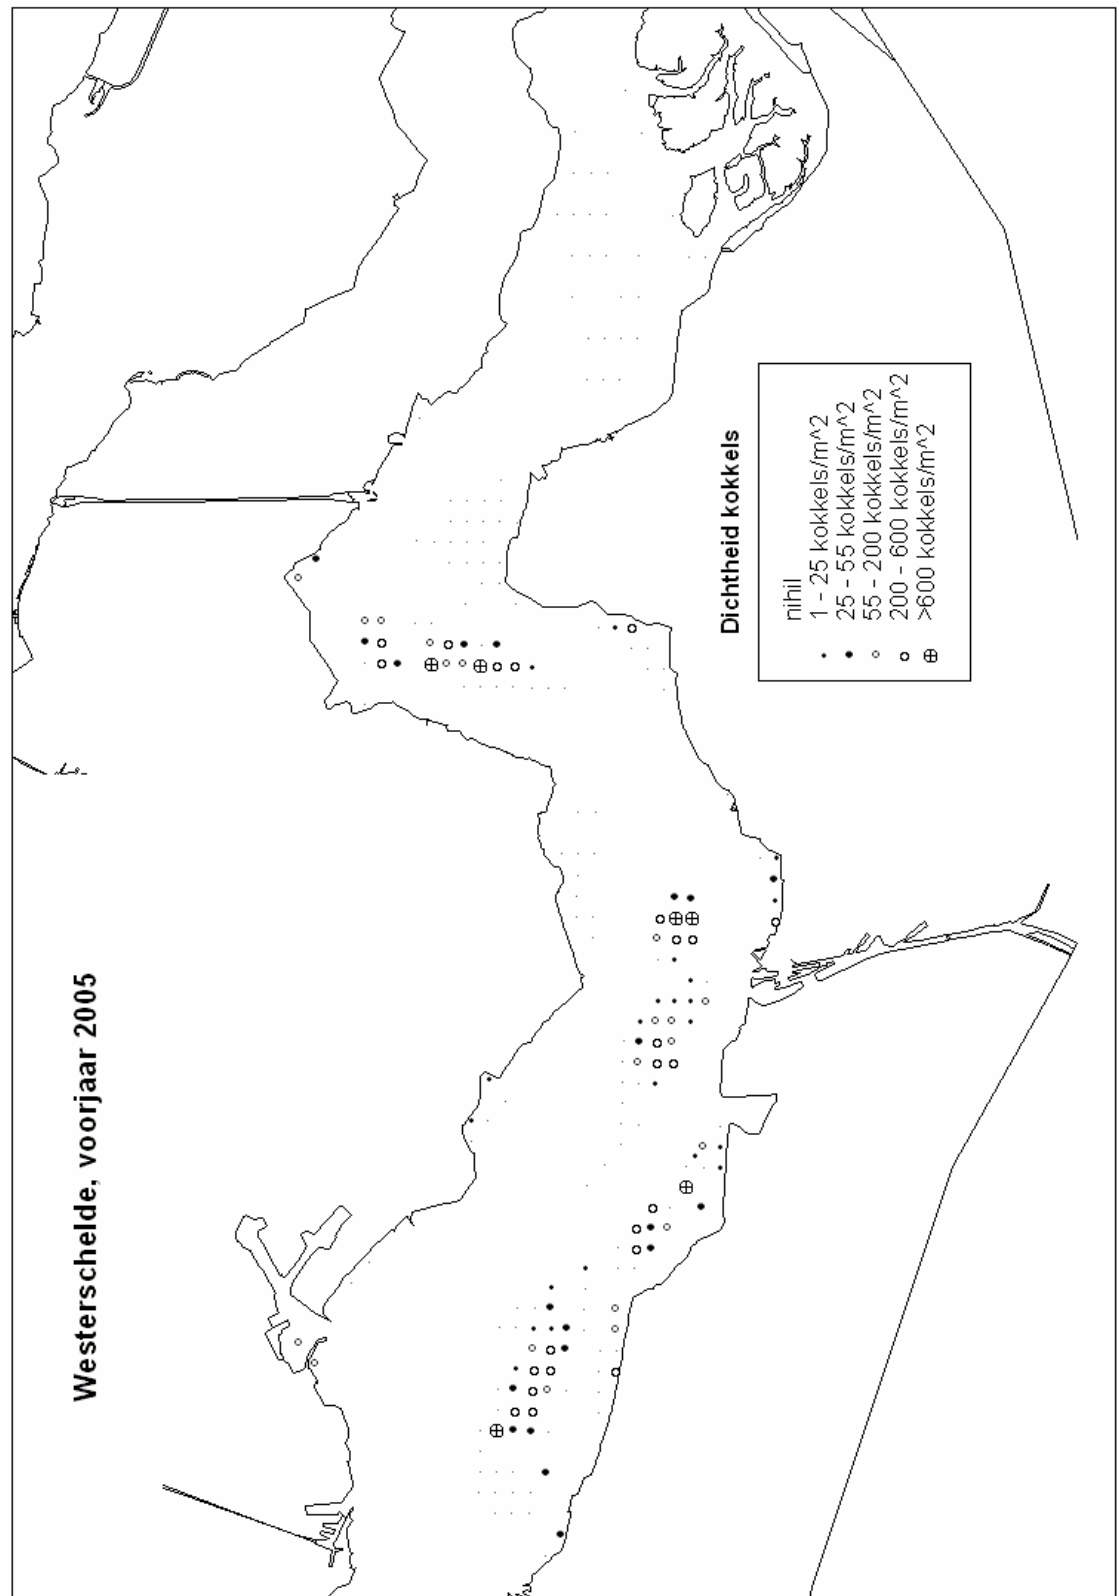 Westerschelde, voorjaar 2005
Dichtheid kokkels
nihil
1 - 25 kokkels/m^2
25 - 55 kokkels/m^2
55 - 200 kokkels/m^2
200 - 600 kokkels/m^2
>600 kokkels/m^2